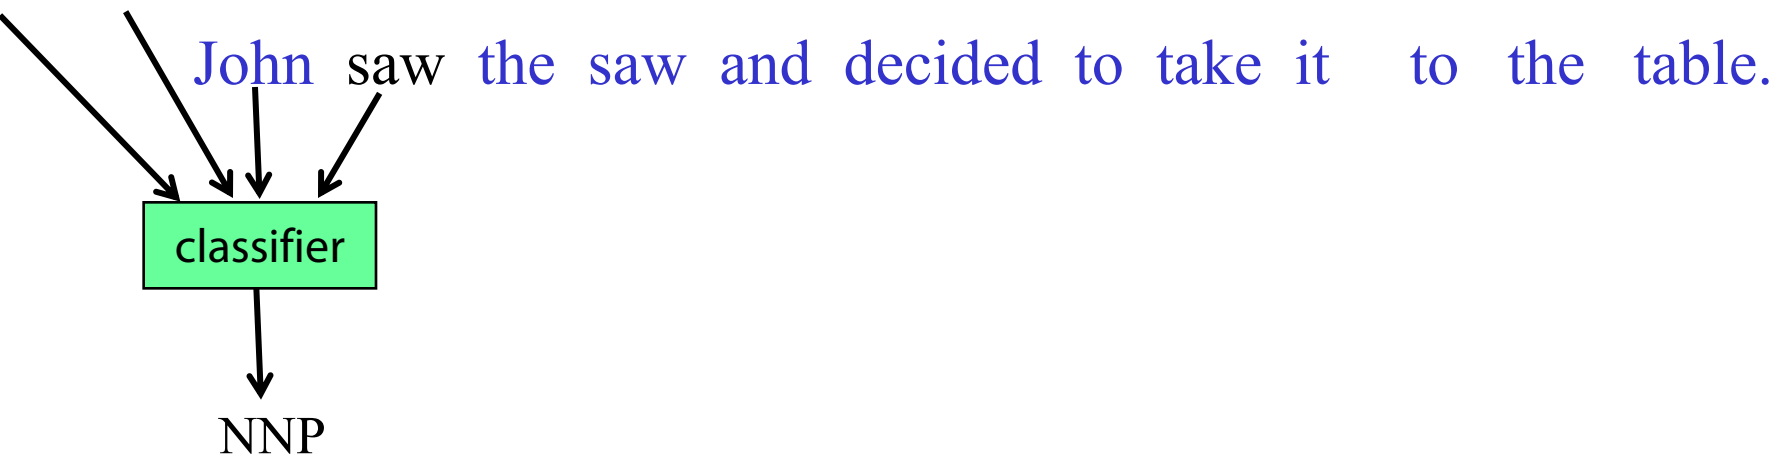 John saw the saw and decided to take it to the table.
classifier
NNP